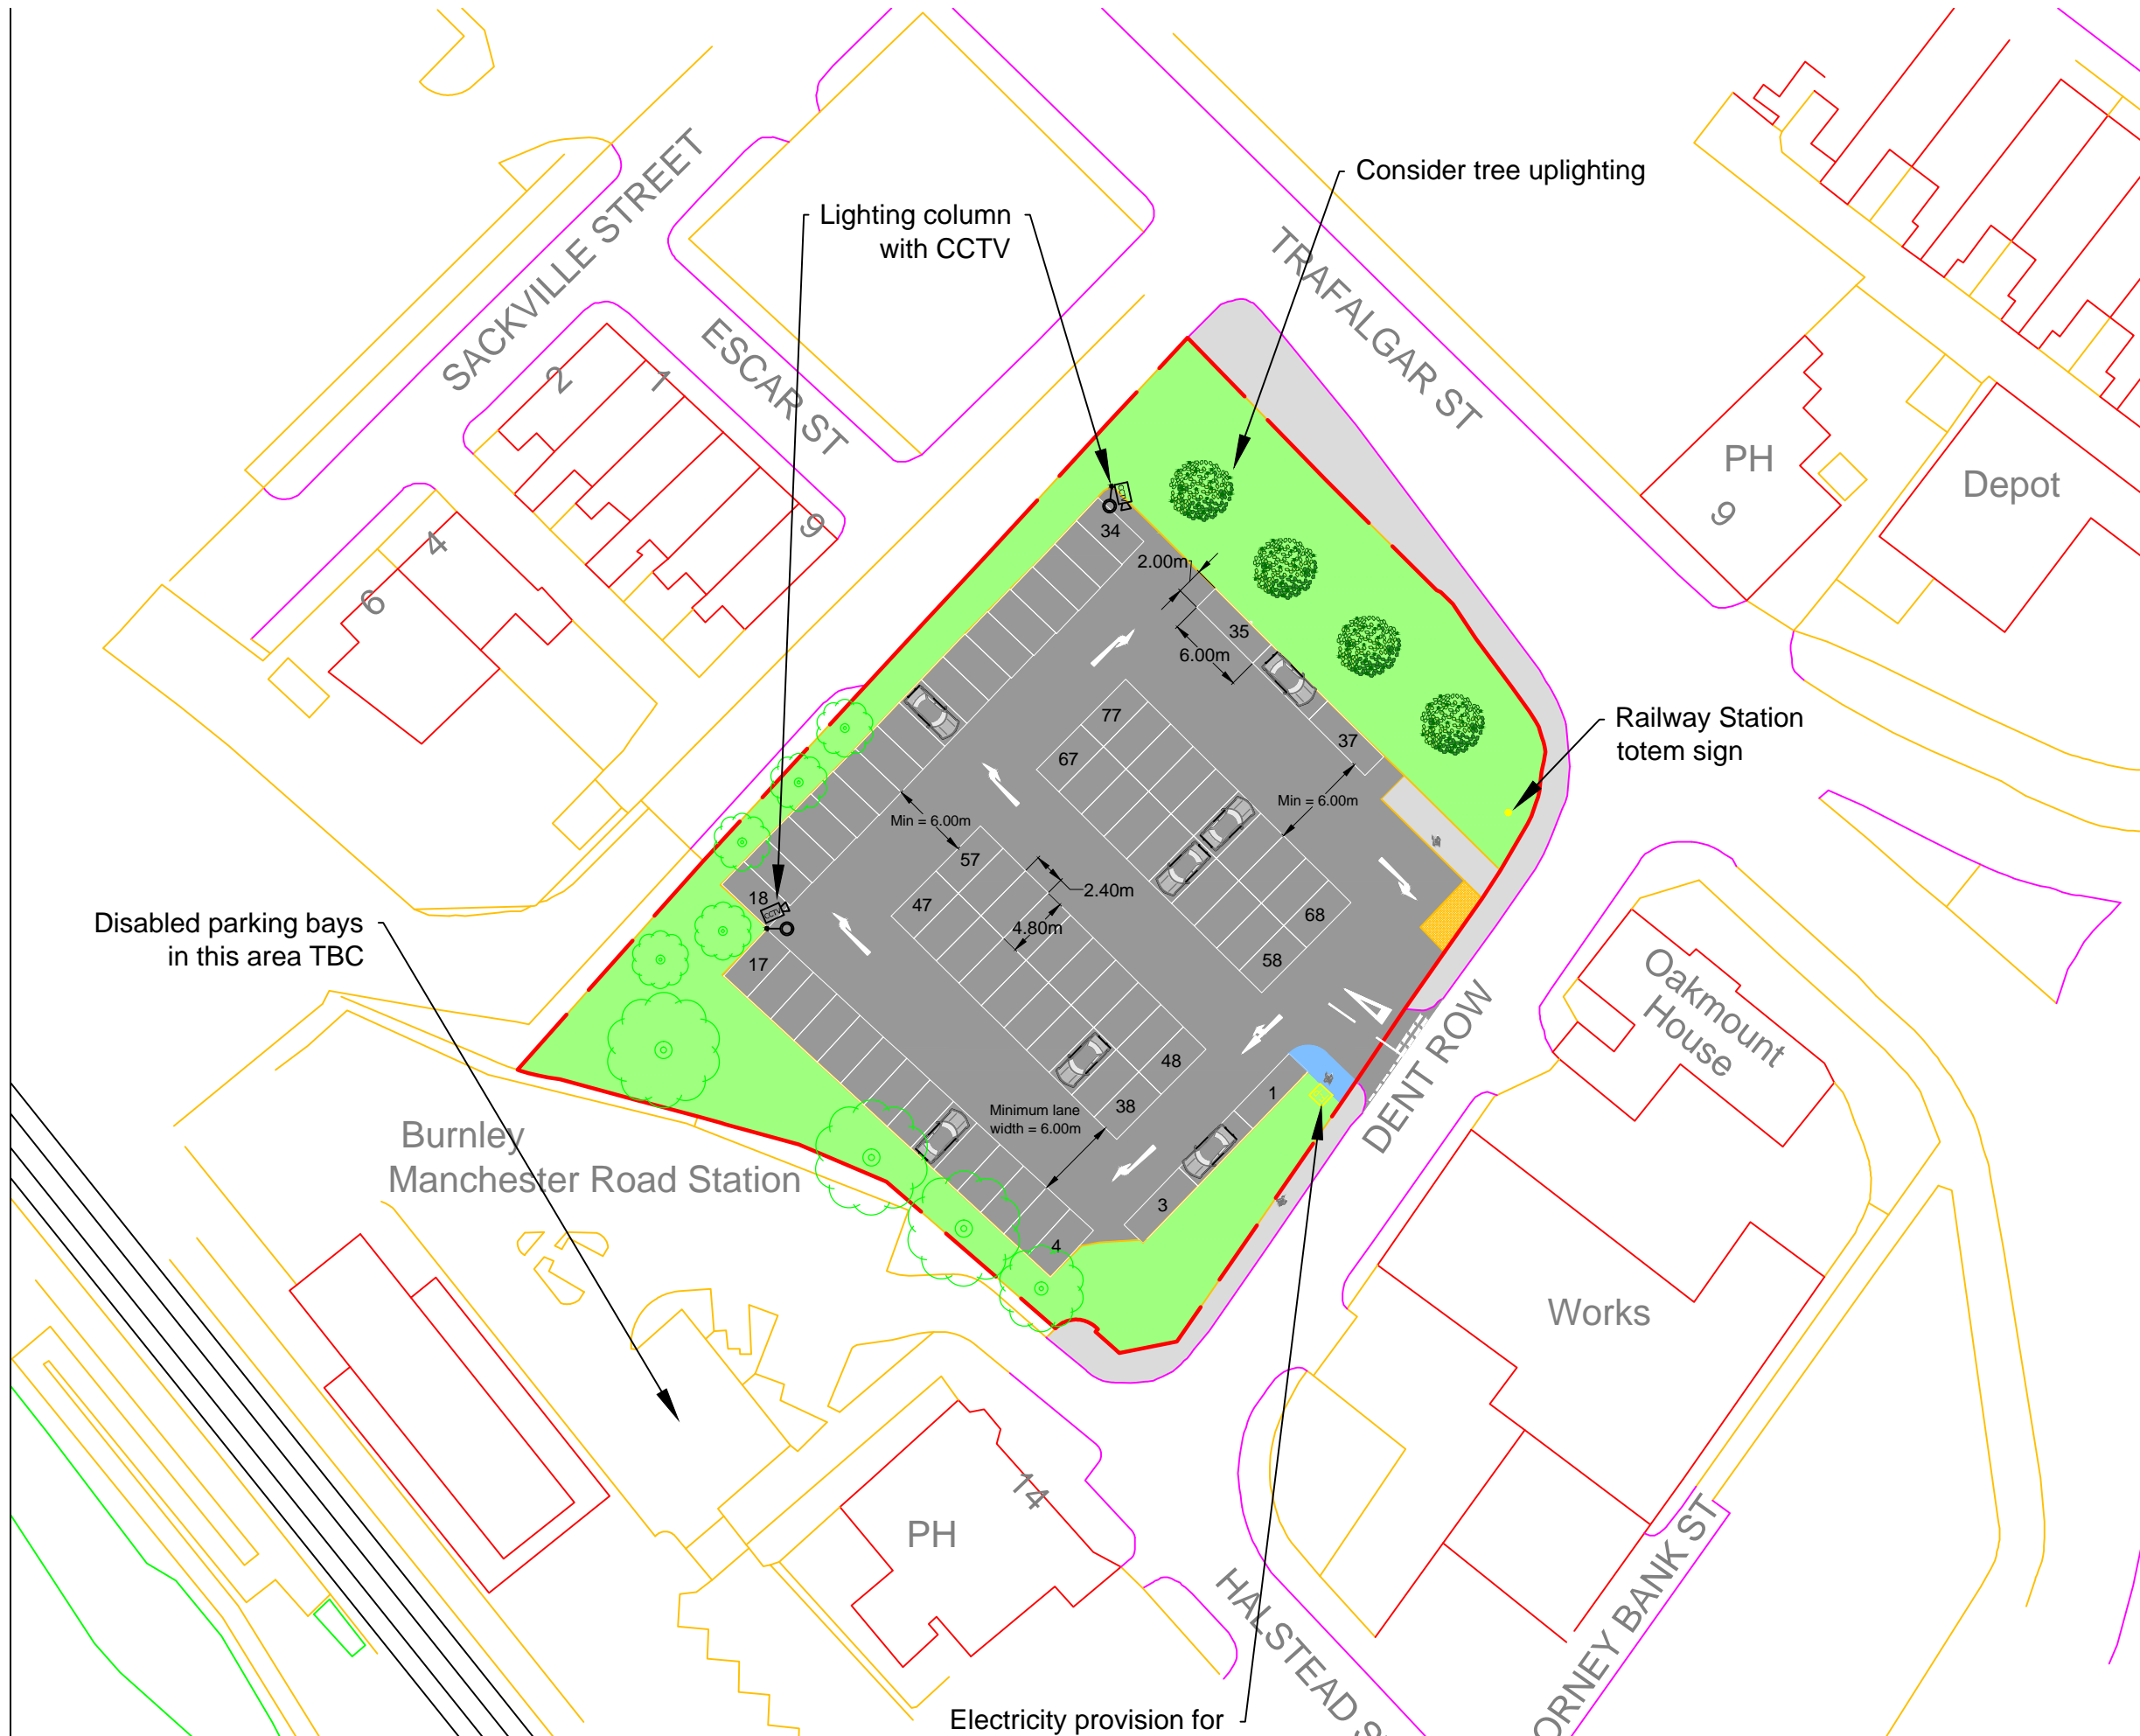 Consider tree uplighting
Lighting column
with CCTV
SACKVILLE STREET
TRAFALGAR ST
ESCAR ST
2
1
9
4
6
PH
9
Depot
CCTV
34
2.00m
35
6.00m
37
77
67
Min = 6.00m
Min = 6.00m
57
47
2.40m
4.80m
68
58
Railway Station
totem sign
18
CCTV
17
Disabled parking bays
in this area TBC
Oakmount
House
DENT ROW
48
38
1
Minimum lane
width = 6.00m
3
4
Burnley
Manchester Road Station
Works
14
PH
HALSTEAD S
ORNEY BANK ST
Electricity provision for